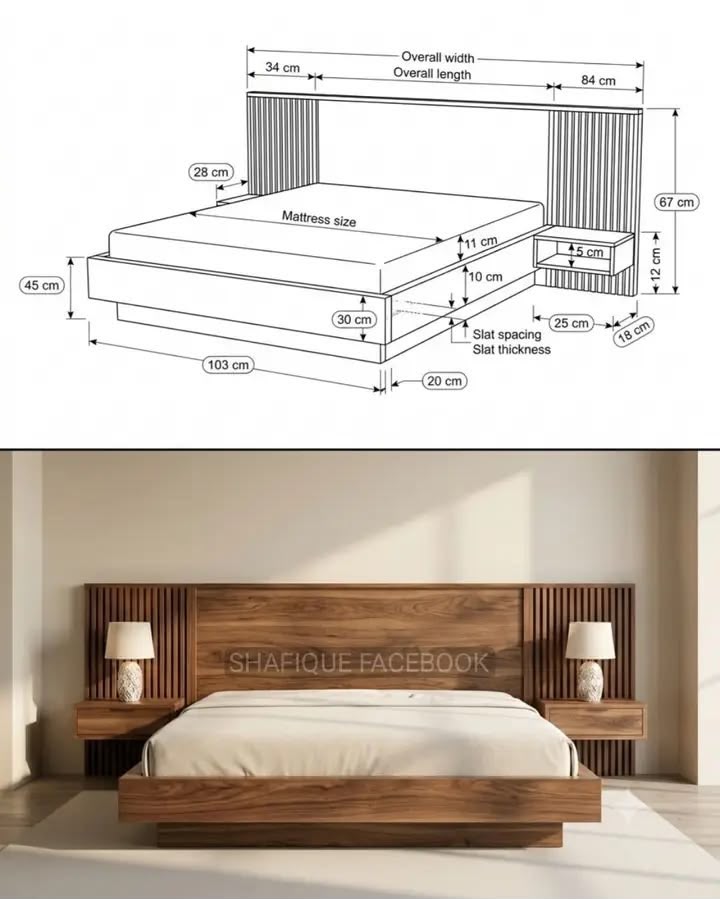 Overall width
34 cm
Overall length
84 cm
28 cm
67 cm
Mattress size
11 cm
5 cm
12 cm
10 cm
45 cm
30 cm
25 cm
18 cm
Slat spacing
Slat thickness
103 cm
20 cm
SHAFIQUE FACEBOOK